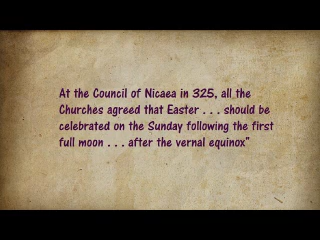 At the Council of Nicaea in 325, all the
Churches agreed that Easter . . . should be
celebrated on the Sunday following the first
full moon . . . after the vernal equinox"